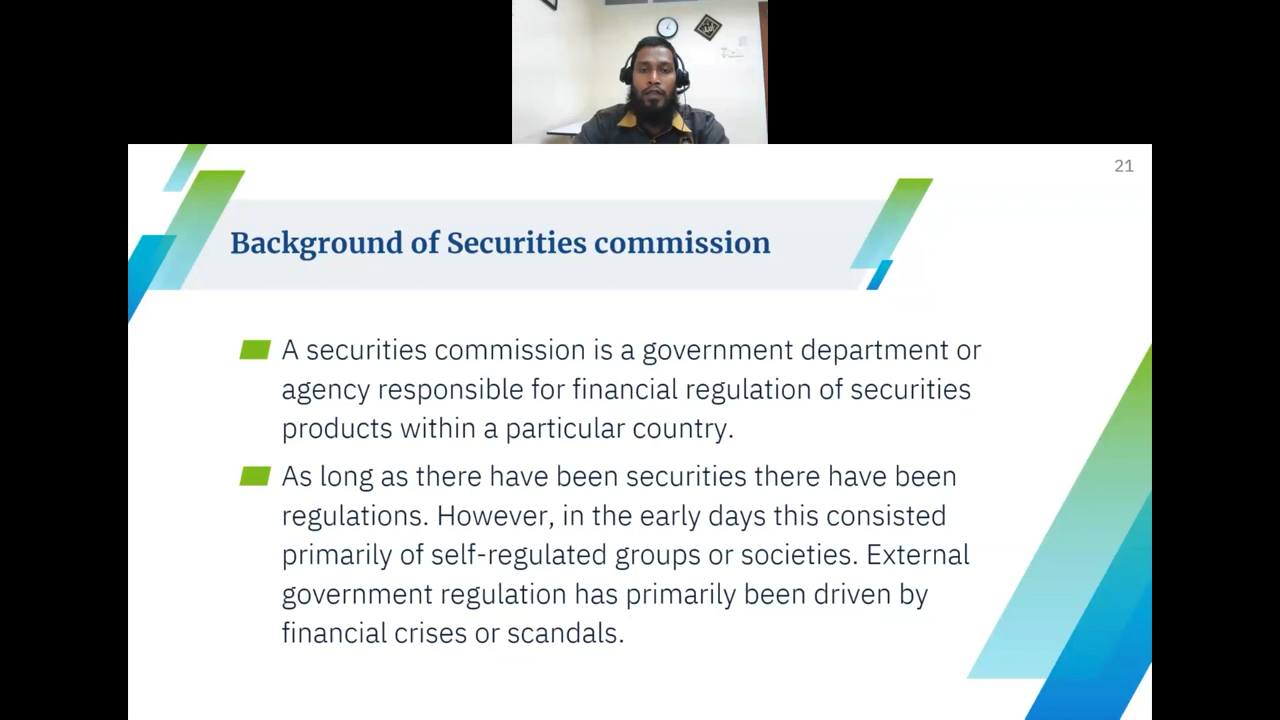 21
Background of Securities commission
A securities commission is a government department or
agency responsible for financial regulation of securities
products within a particular country.
As long as there have been securities there have been
regulations. However, in the early days this consisted
primarily of self-regulated groups or societies. External
government regulation has primarily been driven by
financial crises or scandals.